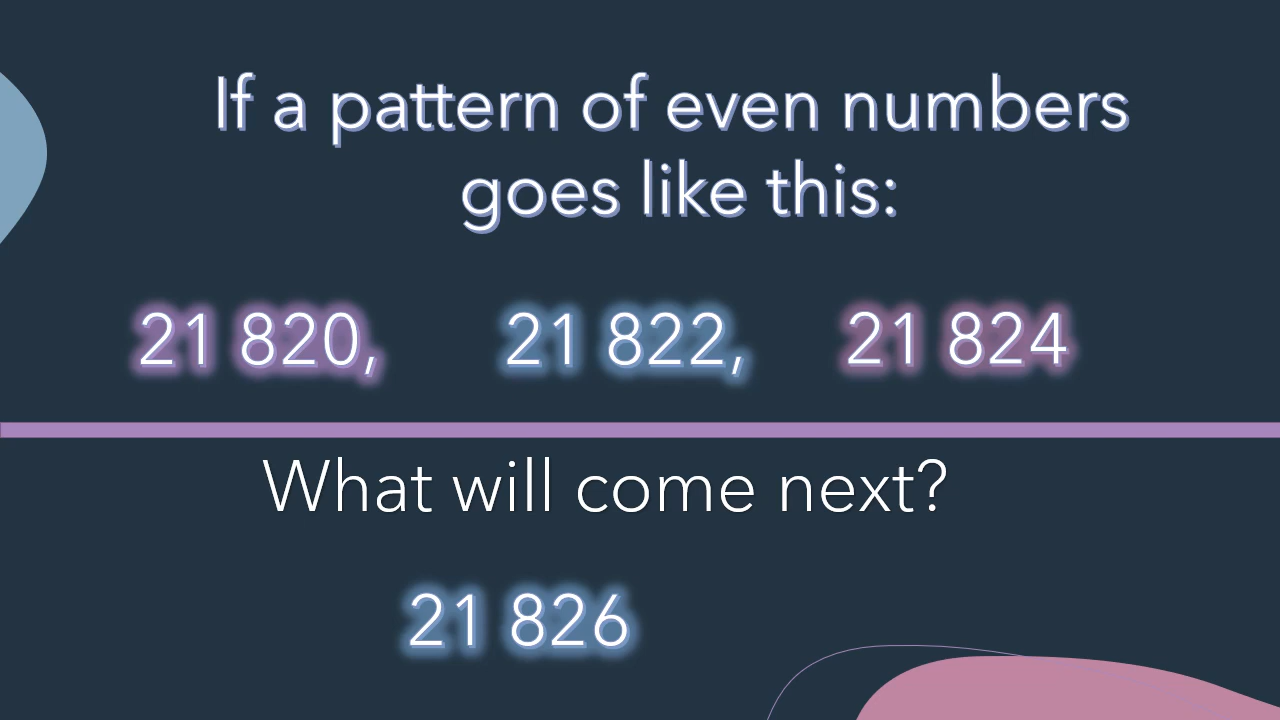 If a pattern of even numbers
goes like this:
21 820, 21 822, 21 824
What will come next?
21 826